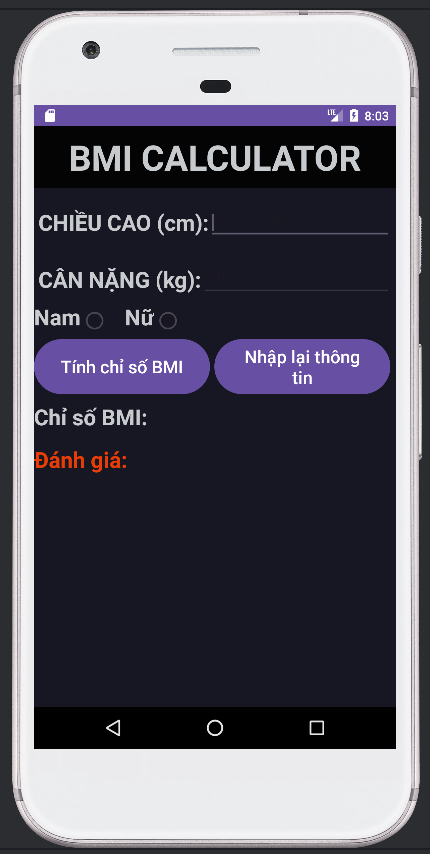 LTE 8:03
BMI CALCULATOR
CHIỀU CAO (cm):
CÂN NẶNG (kg):
Nam Nữ
Tính chỉ số BMI
Nhập lại thông
tin
Chỉ số BMI:
Đánh giá: